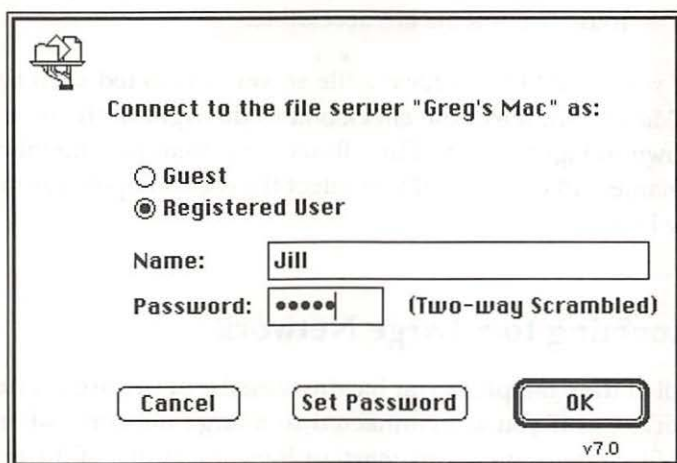 Connect to the file server "Greg's Mac" as:
Guest
Registered User
Name: Jill
Password: ••••• (Two-way Scrambled)
Cancel Set Password OK
v7.0